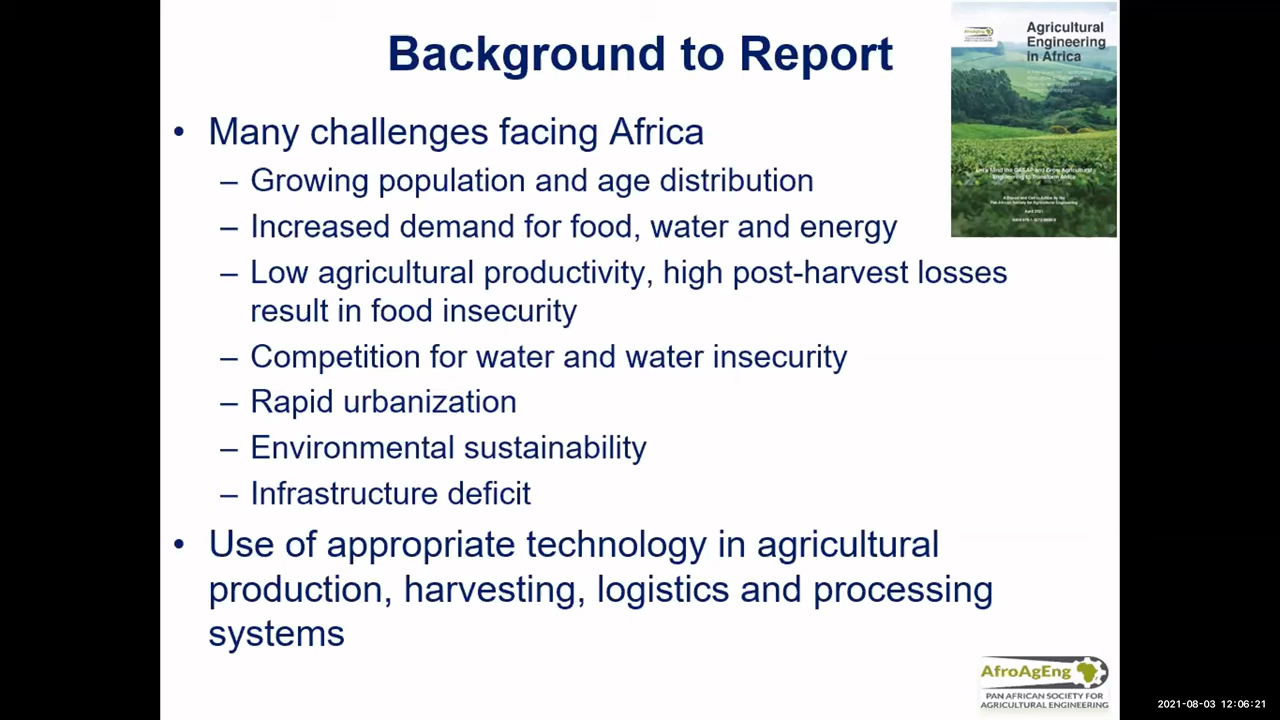 Background to Report
• Many challenges facing Africa
– Growing population and age distribution
– Increased demand for food, water and energy
– Low agricultural productivity, high post-harvest losses
result in food insecurity
– Competition for water and water insecurity
– Rapid urbanization
– Environmental sustainability
– Infrastructure deficit
• Use of appropriate technology in agricultural
production, harvesting, logistics and processing
systems
AfroAgEng
Agricultural
Engineering
in Africa
April 2021
AfroAgEng
PAN AFRICAN SOCIETY FOR
AGRICULTURAL ENGINEERING
2021-08-03 12:06:21